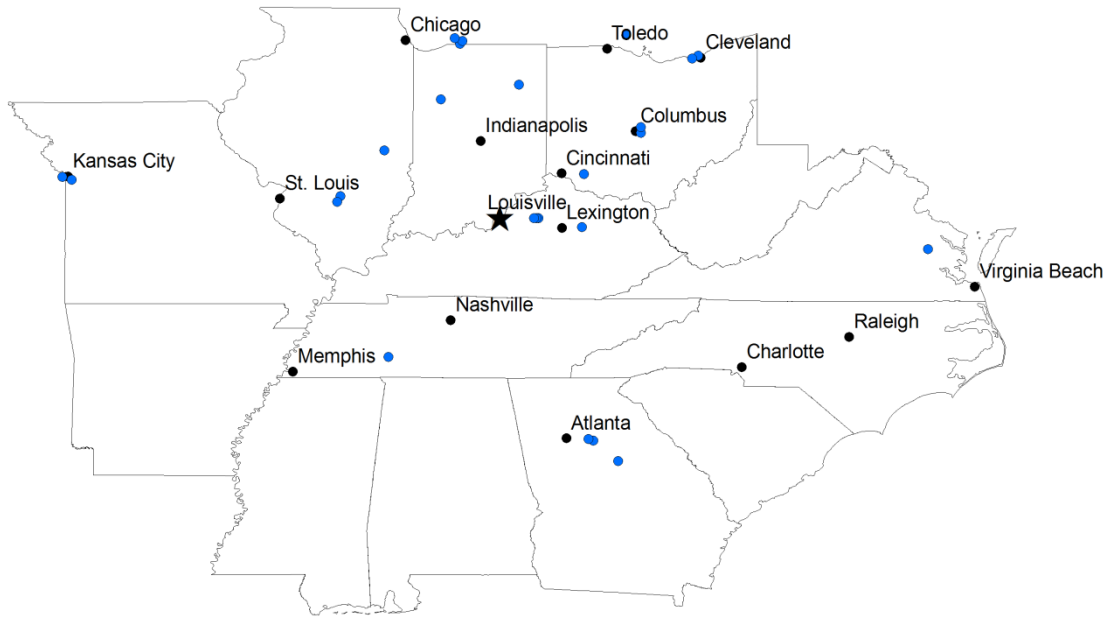 Chicago
Toledo
Cleveland
Columbus
Indianapolis
Kansas City
Cincinnati
St. Louis
Louisville
Lexington
Virginia Beach
Nashville
Raleigh
Memphis
Charlotte
Atlanta